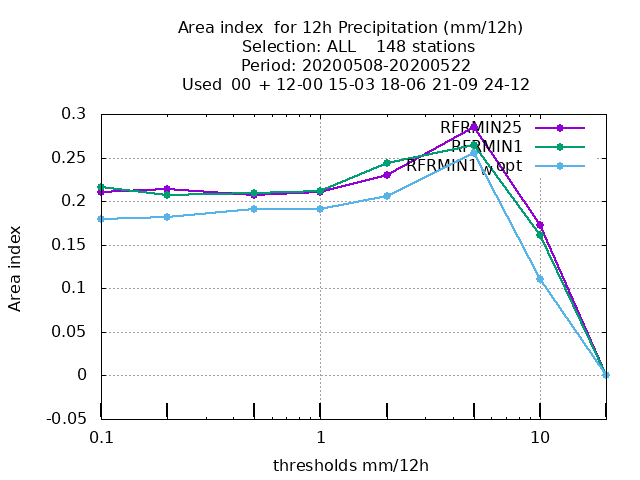 Area index  for 12h Precipitation (mm/12h)
Selection: ALL    148 stations
Period: 20200508-20200522
Used  00 + 12-00 15-03 18-06 21-09 24-12
0.3
0.25
0.2
0.15
0.1
0.05
0
-0.05
0.1
1
10
Area index
thresholds mm/12h
RFRMIN25
RFRMIN1
RFRMIN1wopt